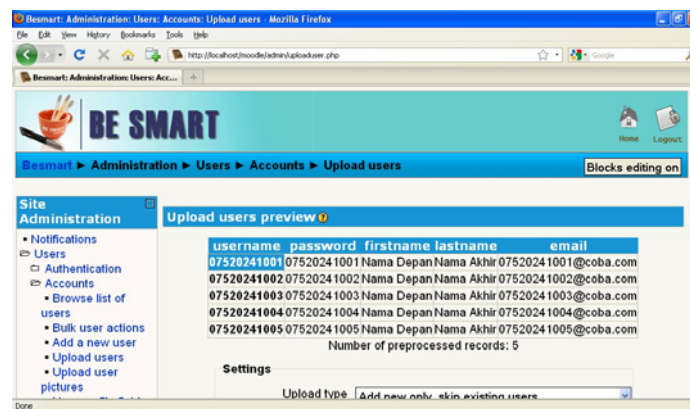 Besmart: Administration: Users: Accounts: Upload users - Mozilla Firefox
File Edit View History Bookmarks Tools Help
http://localhost/moodle/admin/uploaduser.php
Google
Besmart: Administration: Users: Acc...
BE SMART
Home Logout
Besmart ► Administration ► Users ► Accounts ► Upload users
Blocks editing on
Site Administration
Notifications
Users
Authentication
Accounts
Browse list of
users
Bulk user actions
Add a new user
Upload users
Upload user
pictures
Upload users preview
username password firstname lastname email
07520241001 07520241001 Nama Depan Nama Akhir 07520241001@coba.com
07520241002 07520241002 Nama Depan Nama Akhir 07520241002@coba.com
07520241003 07520241003 Nama Depan Nama Akhir 07520241003@coba.com
07520241004 07520241004 Nama Depan Nama Akhir 07520241004@coba.com
07520241005 07520241005 Nama Depan Nama Akhir 07520241005@coba.com
Number of preprocessed records: 5
Settings
Upload type Add new only, skip existing users
Done